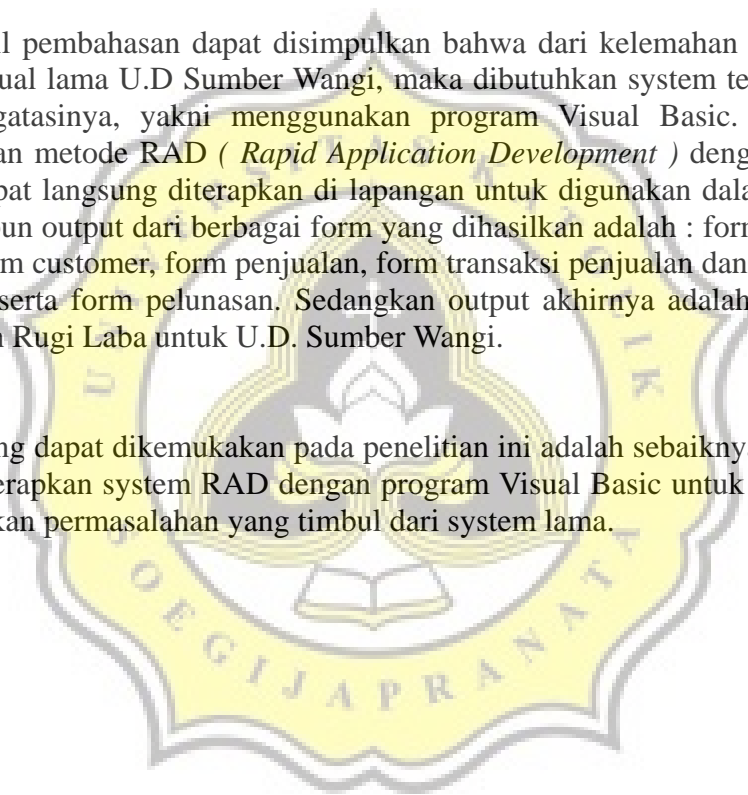 l pembahasan dapat disimpulkan bahwa dari kelemahan
ual lama U.D Sumber Wangi, maka dibutuhkan system te
gatasinya, yakni menggunakan program Visual Basic.
an metode RAD ( Rapid Application Development ) deng
pat langsung diterapkan di lapangan untuk digunakan dala
un output dari berbagai form yang dihasilkan adalah : for
m customer, form penjualan, form transaksi penjualan dan
serta form pelunasan. Sedangkan output akhirnya adalah
n Rugi Laba untuk U.D. Sumber Wangi.
ng dapat dikemukakan pada penelitian ini adalah sebaikny
erapkan system RAD dengan program Visual Basic untuk
kan permasalahan yang timbul dari system lama.
UNIVERSITAS KATOLIK
SOEGIJAPRANATA